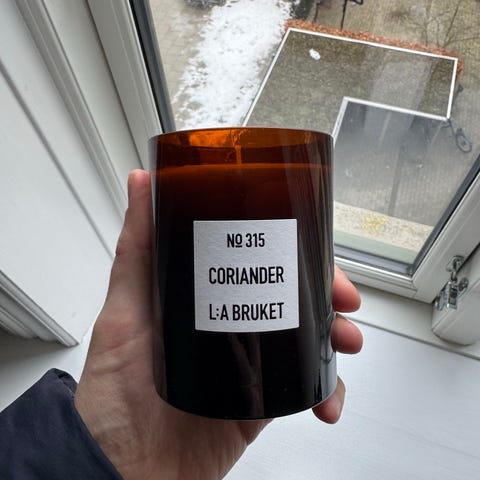 Nº 315
CORIANDER
L:A BRUKET